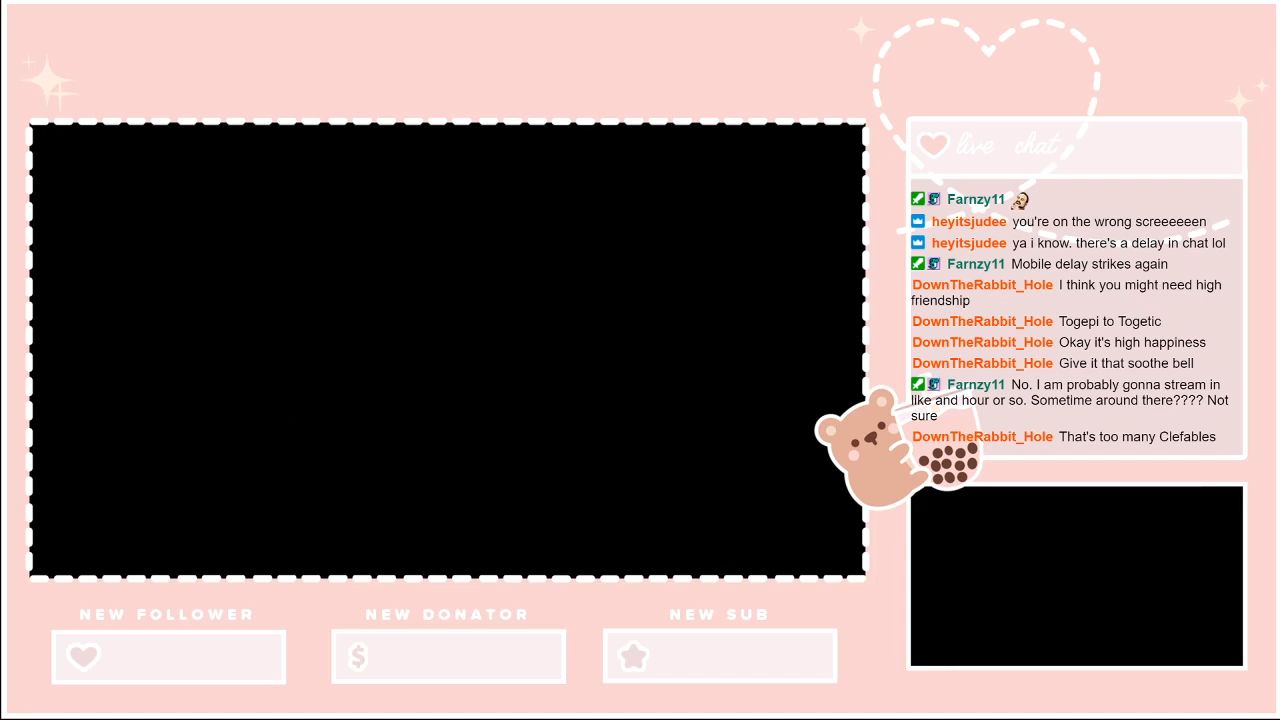 live chat
Farnzy11
heyitsjudee you're on the wrong screeeeeen
heyitsjudee ya i know. there's a delay in chat lol
Farnzy11 Mobile delay strikes again
DownTheRabbit_Hole I think you might need high
friendship
DownTheRabbit_Hole Togepi to Togetic
DownTheRabbit_Hole Okay it's high happiness
DownTheRabbit_Hole Give it that soothe bell
Farnzy11 No. I am probably gonna stream in
like and hour or so. Sometime around there???? Not
sure
DownTheRabbit_Hole That's too many Clefables
NEW FOLLOWER
NEW DONATOR
NEW SUB
$